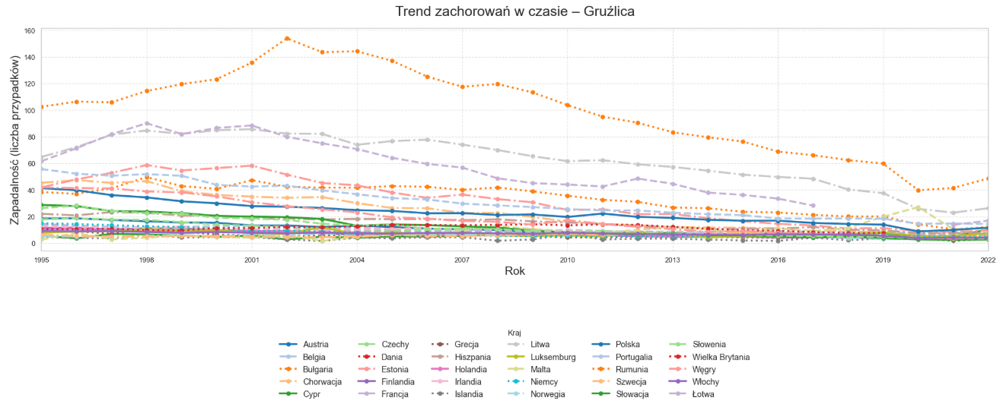 Trend zachorowań w czasie – Gruźlica
Zapadalność (liczba przypadków)
160
140
120
100
80
60
40
20
0
1995 1998 2001 2004 2007 2010 2013 2016 2019 2022
Rok
Kraj
Austria Czechy Grecja Litwa Polska Słowenia
Belgia Dania Hiszpania Luksemburg Portugalia Wielka Brytania
Bułgaria Estonia Holandia Malta Rumunia Węgry
Chorwacja Finlandia Irlandia Niemcy Szwecja Włochy
Cypr Francja Islandia Norwegia Słowacja Łotwa